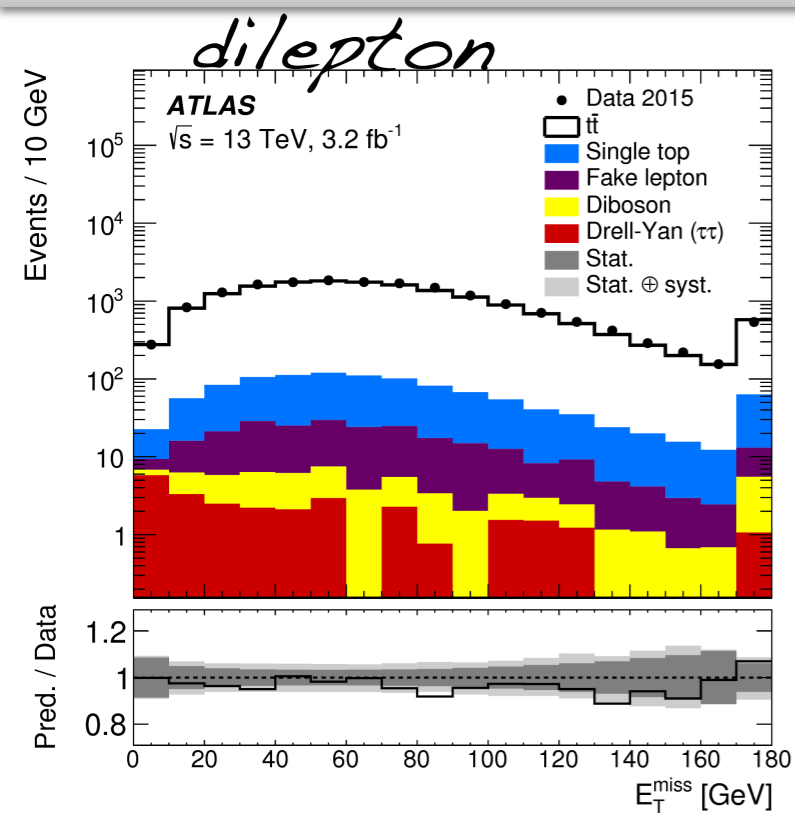 dilepton
ATLAS
√s = 13 TeV, 3.2 fb⁻¹
Data 2015
tt̄
Single top
Fake lepton
Diboson
Drell-Yan (ττ)
Stat.
Stat. ⊕ syst.
Events / 10 GeV
10⁵
10⁴
10³
10²
10
1
Pred. / Data
1.2
1
0.8
0 20 40 60 80 100 120 140 160 180
E_T^miss [GeV]